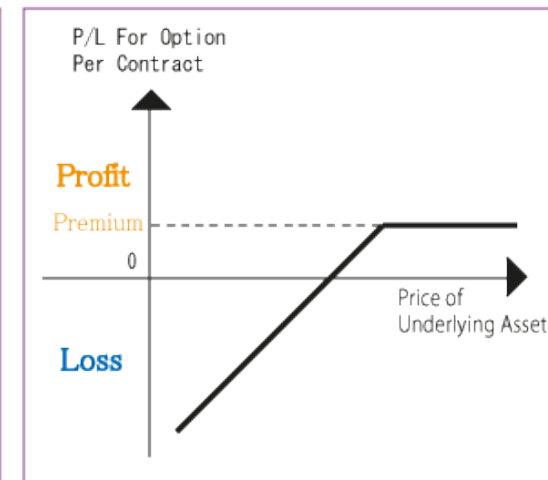 P/L For Option
Per Contract
Profit
Premium
0
Price of
Underlying Asset
Loss